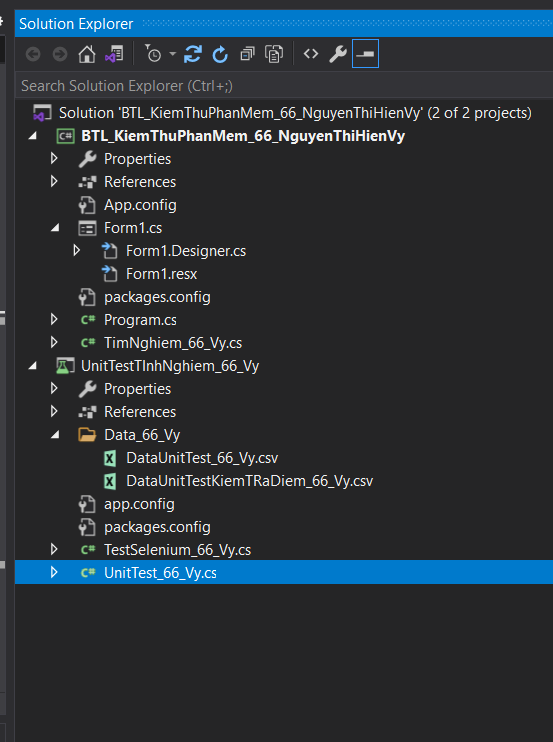 Solution Explorer
Search Solution Explorer (Ctrl+;)
Solution 'BTL_KiemThuPhanMem_66_NguyenThiHienVy' (2 of 2 projects)
C# BTL_KiemThuPhanMem_66_NguyenThiHienVy
Properties
References
App.config
Form1.cs
Form1.Designer.cs
Form1.resx
packages.config
C# Program.cs
C# TimNghiem_66_Vy.cs
UnitTestTInhNghiem_66_Vy
Properties
References
Data_66_Vy
DataUnitTest_66_Vy.csv
DataUnitTestKiemTRaDiem_66_Vy.csv
app.config
packages.config
C# TestSelenium_66_Vy.cs
C# UnitTest_66_Vy.cs